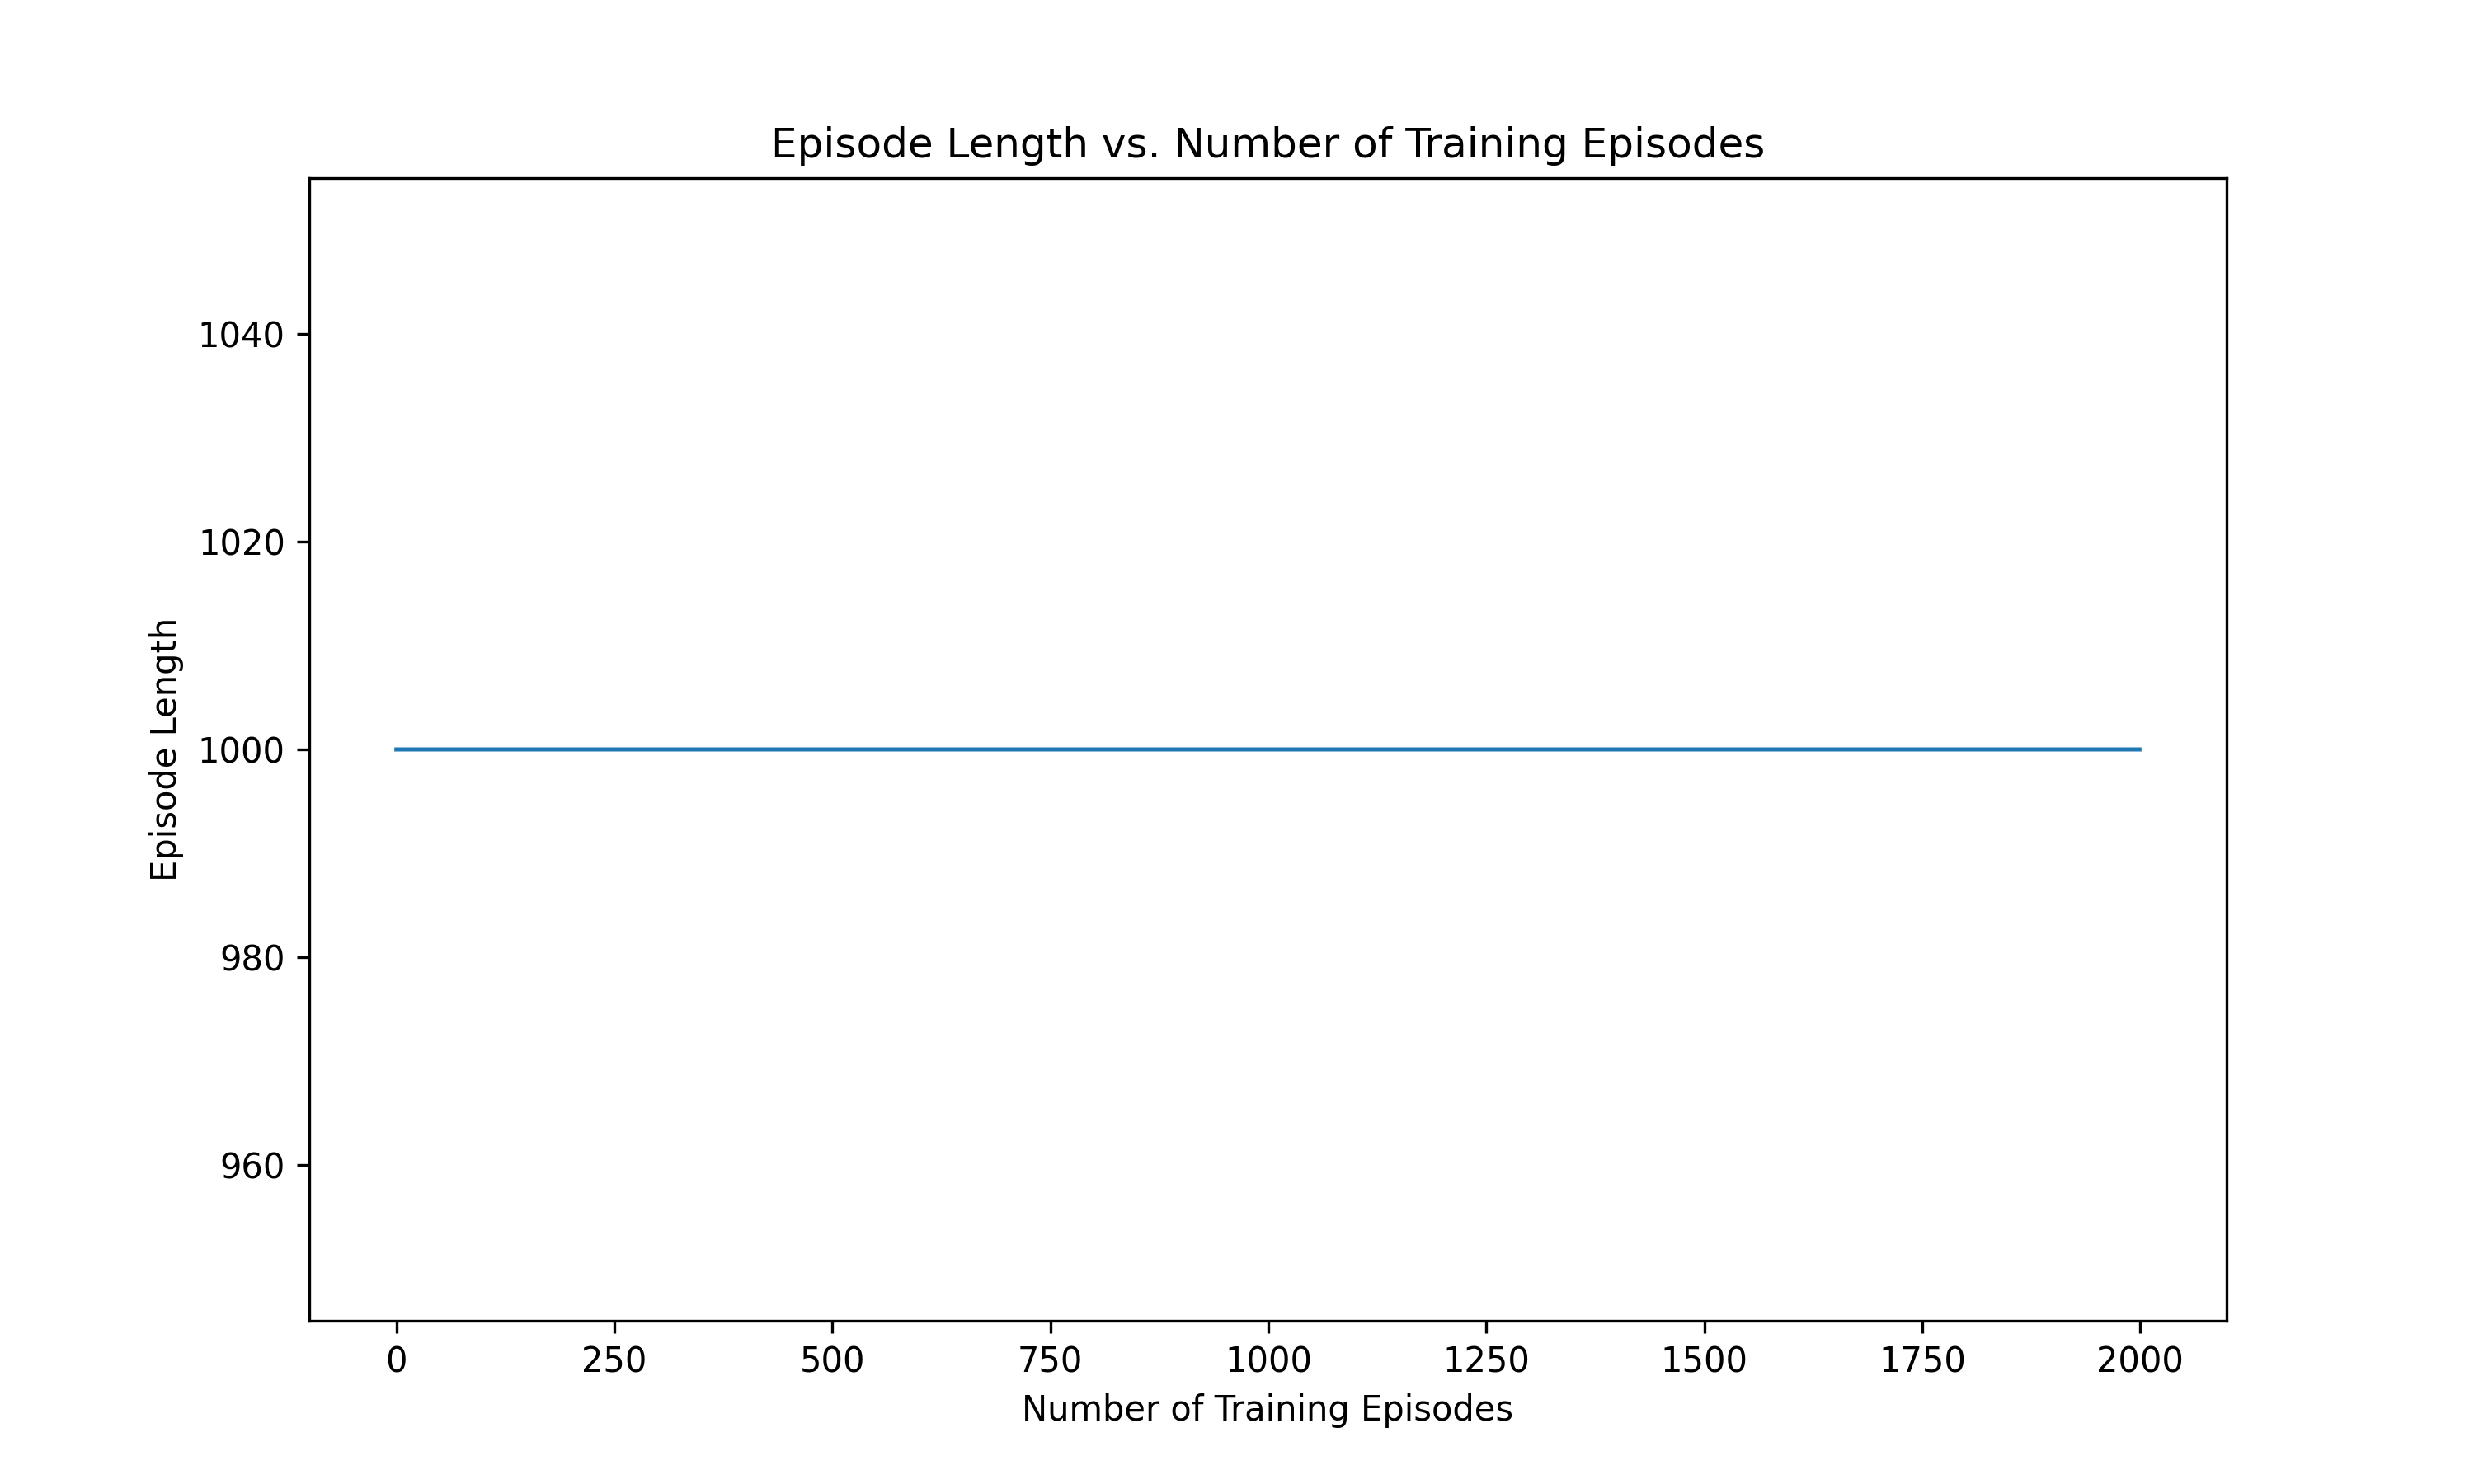 Episode Length vs. Number of Training Episodes
1040
1020
1000
980
960
Episode Length
0 250 500 750 1000 1250 1500 1750 2000
Number of Training Episodes